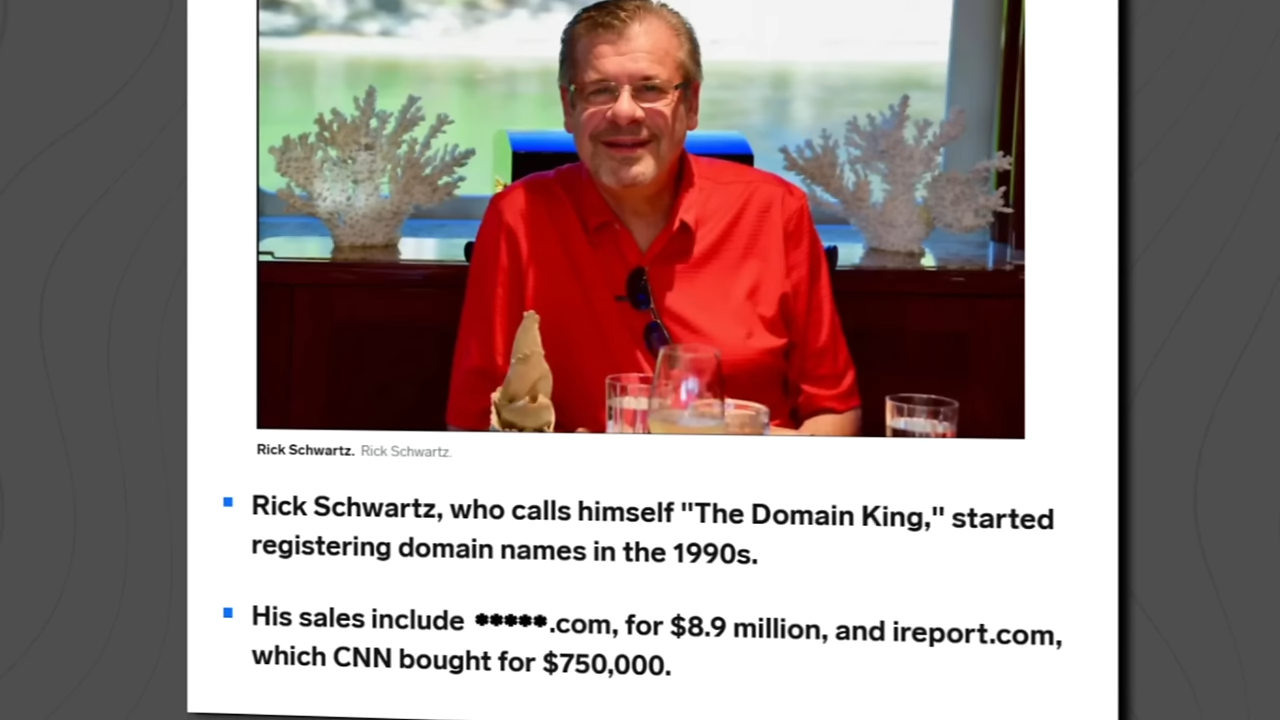 Rick Schwartz. Rick Schwartz.
Rick Schwartz, who calls himself "The Domain King," started
registering domain names in the 1990s.
His sales include *****.com, for $8.9 million, and ireport.com,
which CNN bought for $750,000.